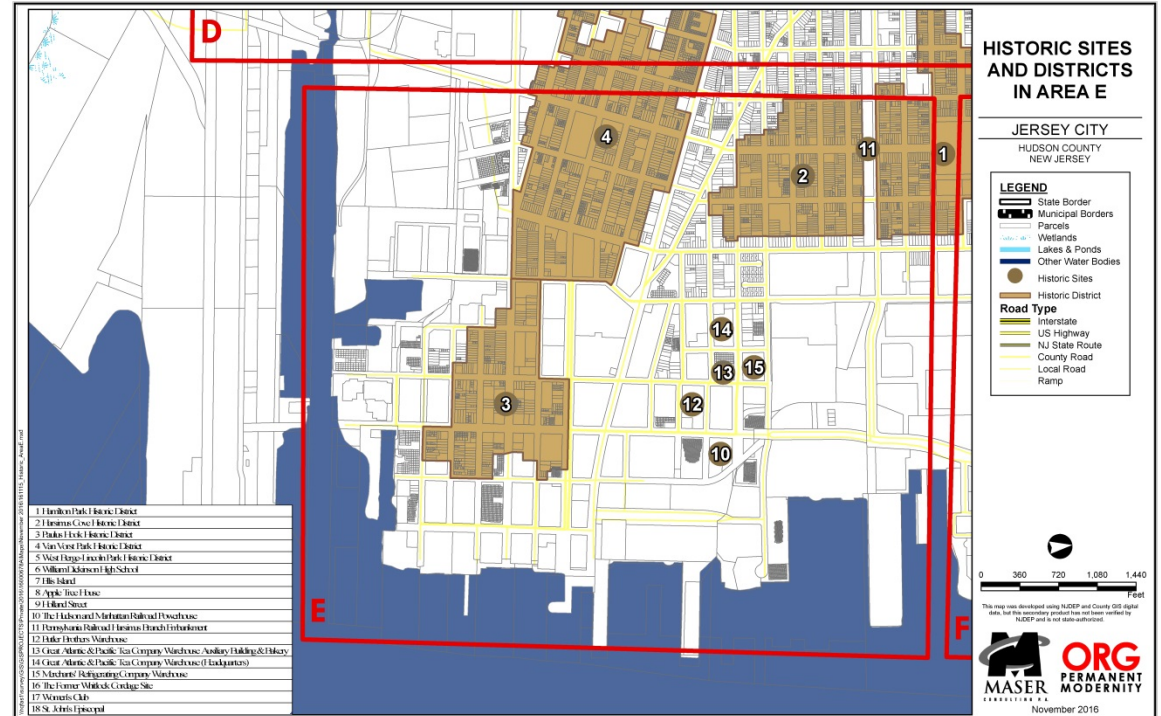 D
4
2
11
1
14
13
15
12
3
10
E
F
1 Hamilton Park Historic District
2 Harsimus Cove Historic District
3 Paulus Hook Historic District
4 Van Vorst Park Historic District
5 West Berge-Lincoln Park Historic District
6 William Dickinson High School
7 Ellis Island
8 Apple Tree House
9 Holland Street
10 The Hudson and Manhattan Railroad Powerhouse
11 Pennsylvania Railroad Harsimus Branch Embankment
12 Butler Brothers Warehouse
13 Great Atlantic & Pacific Tea Company Warehouse Auxiliary Building & Bakery
14 Great Atlantic & Pacific Tea Company Warehouse (Headquarters)
15 Merchants' Refrigerating Company Warehouse
16 The Former Whitlock Cordage Site
17 Women's Club
18 St. John's Episcopal
HISTORIC SITES
AND DISTRICTS
IN AREA E
JERSEY CITY
HUDSON COUNTY
NEW JERSEY
LEGEND
State Border
Municipal Borders
Parcels
Wetlands
Lakes & Ponds
Other Water Bodies
Historic Sites
Historic District
Road Type
Interstate
US Highway
NJ State Route
County Road
Local Road
Ramp
0 360 720 1,080 1,440
Feet
This map was developed using NJDEP and County GIS digital
data, but this secondary product has not been verified by
NJDEP and is not state-authorized.
MASER
CONSULTING P.A.
ORG
PERMANENT
MODERNITY
November 2016